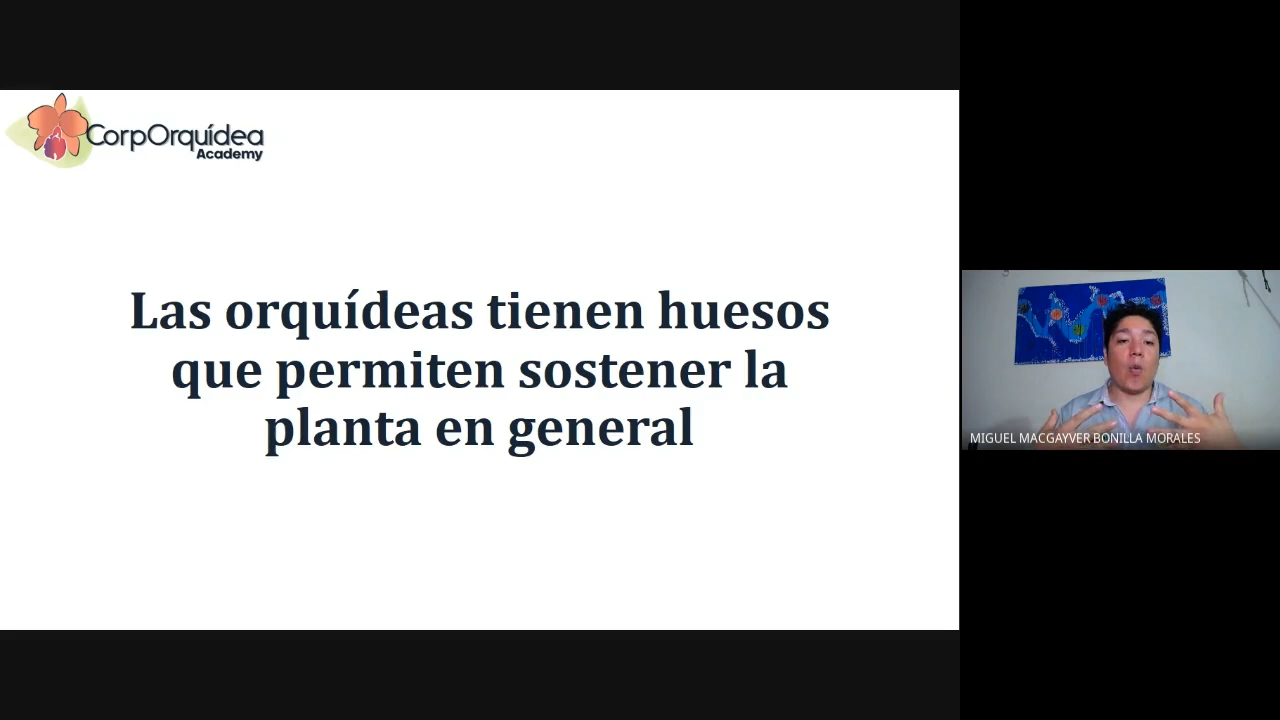 CorpOrquídea
Academy
Las orquídeas tienen huesos
que permiten sostener la
planta en general
MIGUEL MACGAYVER BONILLA MORALES